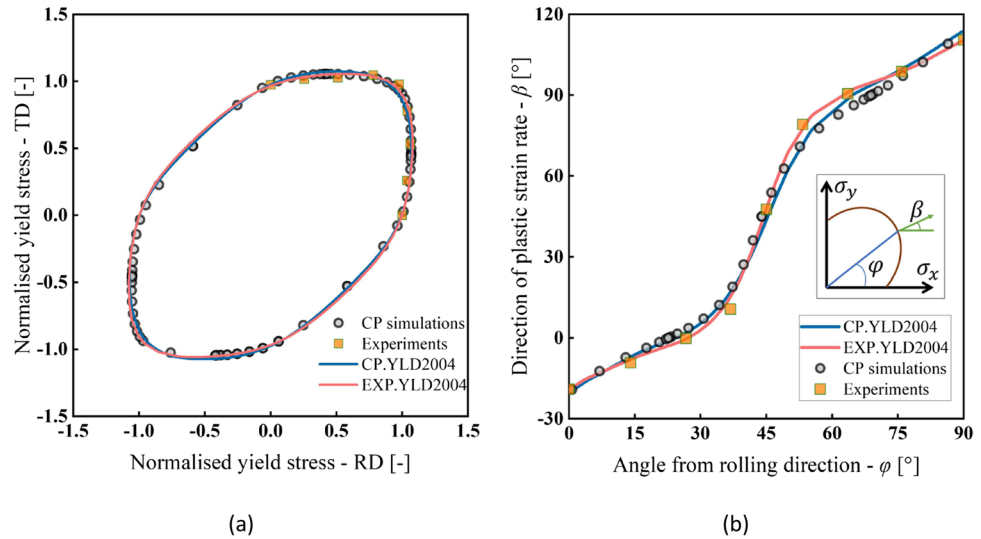 1.5
1.0
0.5
0.0
-0.5
-1.0
-1.5
Normalised yield stress - TD [-]
CP simulations
Experiments
CP.YLD2004
EXP.YLD2004
-1.5 -1.0 -0.5 0.0 0.5 1.0 1.5
Normalised yield stress - RD [-]
(a)
120
90
60
30
0
-30
Direction of plastic strain rate - β [°]
σy
β
φ
σx
CP.YLD2004
EXP.YLD2004
CP simulations
Experiments
0 15 30 45 60 75 90
Angle from rolling direction - φ [°]
(b)